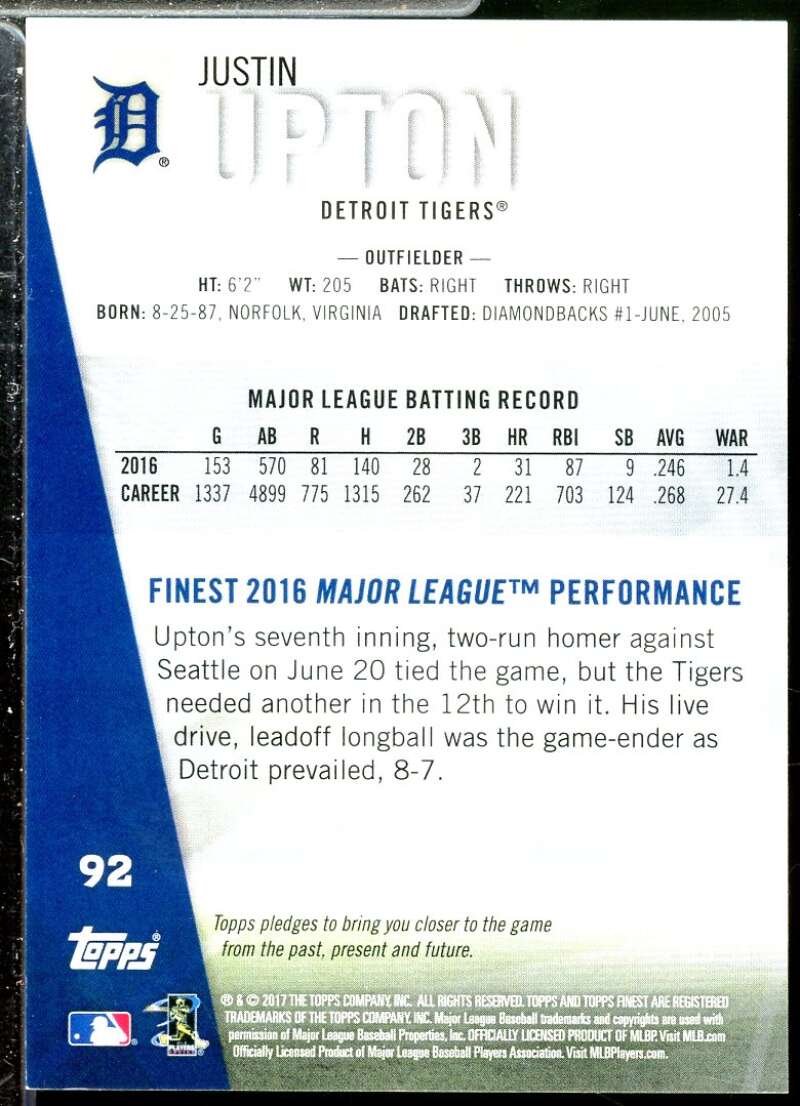 JUSTIN
UPTON
D®
DETROIT TIGERS®
— OUTFIELDER —
HT: 6'2" WT: 205 BATS: RIGHT THROWS: RIGHT
BORN: 8-25-87, NORFOLK, VIRGINIA DRAFTED: DIAMONDBACKS #1-JUNE, 2005
MAJOR LEAGUE BATTING RECORD
G AB R H 2B 3B HR RBI SB AVG WAR
2016 153 570 81 140 28 2 31 87 9 .246 1.4
CAREER 1337 4899 775 1315 262 37 221 703 124 .268 27.4
FINEST 2016 MAJOR LEAGUE™ PERFORMANCE
Upton's seventh inning, two-run homer against
Seattle on June 20 tied the game, but the Tigers
needed another in the 12th to win it. His live
drive, leadoff longball was the game-ender as
Detroit prevailed, 8-7.
92
Topps pledges to bring you closer to the game
from the past, present and future.
topps®
® & © 2017 THE TOPPS COMPANY, INC. ALL RIGHTS RESERVED. TOPPS AND TOPPS FINEST ARE REGISTERED
TRADEMARKS OF THE TOPPS COMPANY, INC. Major League Baseball trademarks and copyrights are used with
permission of Major League Baseball Properties, Inc. OFFICIALLY LICENSED PRODUCT OF MLBP. Visit MLB.com
Officially Licensed Product of Major League Baseball Players Association. Visit MLBPlayers.com.
PLAYERS